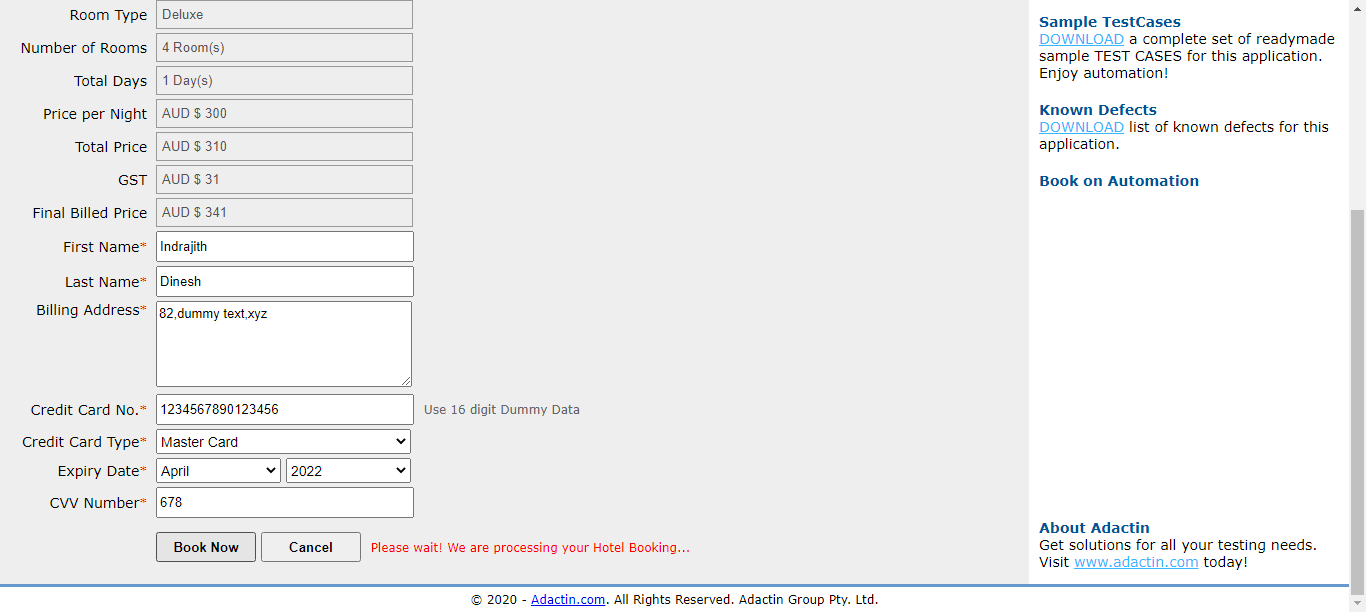 Room Type Deluxe
Number of Rooms 4 Room(s)
Total Days 1 Day(s)
Price per Night AUD $ 300
Total Price AUD $ 310
GST AUD $ 31
Final Billed Price AUD $ 341
First Name* Indrajith
Last Name* Dinesh
Billing Address* 82,dummy text,xyz
Credit Card No.* 1234567890123456 Use 16 digit Dummy Data
Credit Card Type* Master Card
Expiry Date* April 2022
CVV Number* 678
Book Now Cancel Please wait! We are processing your Hotel Booking...
Sample TestCases
DOWNLOAD a complete set of readymade
sample TEST CASES for this application.
Enjoy automation!
Known Defects
DOWNLOAD list of known defects for this
application.
Book on Automation
About Adactin
Get solutions for all your testing needs.
Visit www.adactin.com today!
© 2020 - Adactin.com. All Rights Reserved. Adactin Group Pty. Ltd.